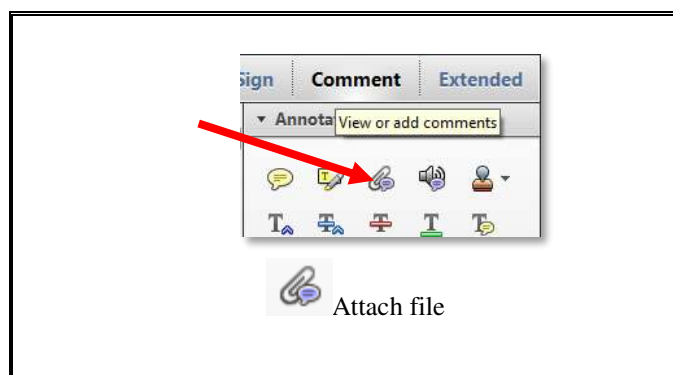 Sign Comment Extended
Annota
View or add comments
T T T T T
Attach file